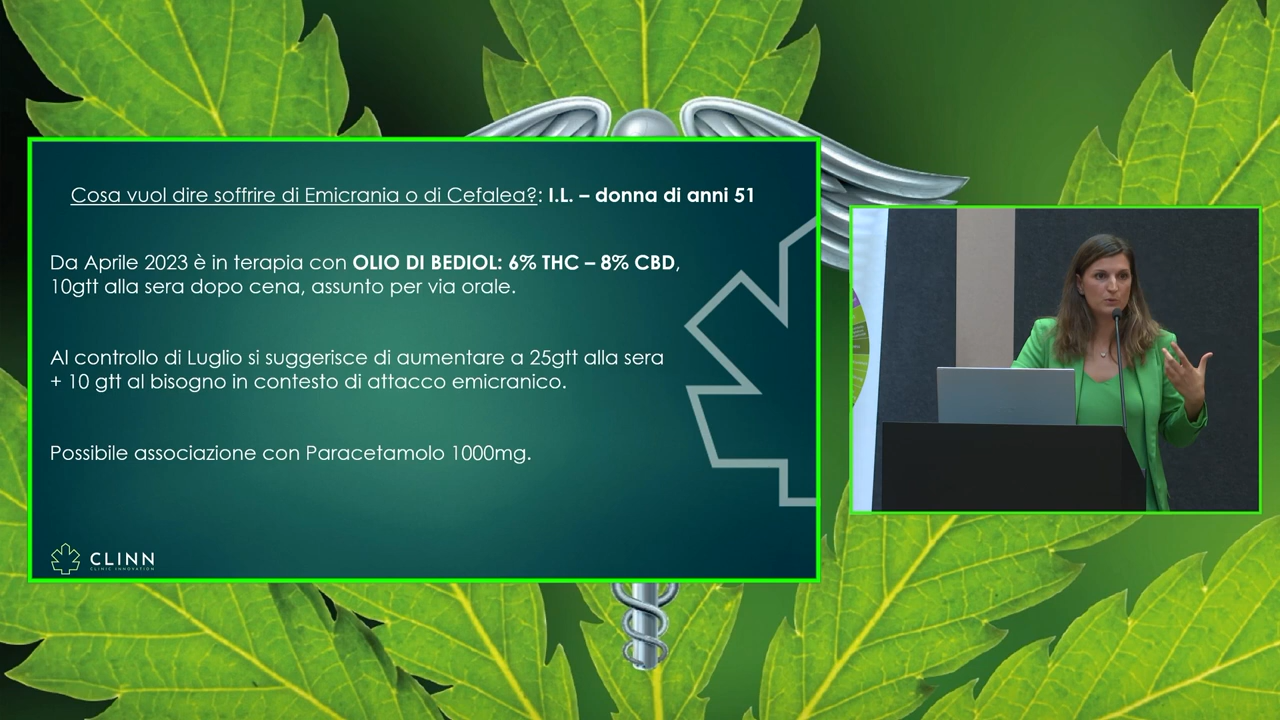 Cosa vuol dire soffrire di Emicrania o di Cefalea?: I.L. – donna di anni 51
Da Aprile 2023 è in terapia con OLIO DI BEDIOL: 6% THC – 8% CBD,
10gtt alla sera dopo cena, assunto per via orale.
Al controllo di Luglio si suggerisce di aumentare a 25gtt alla sera
+ 10 gtt al bisogno in contesto di attacco emicranico.
Possibile associazione con Paracetamolo 1000mg.
CLINN
CLINIC INNOVATION